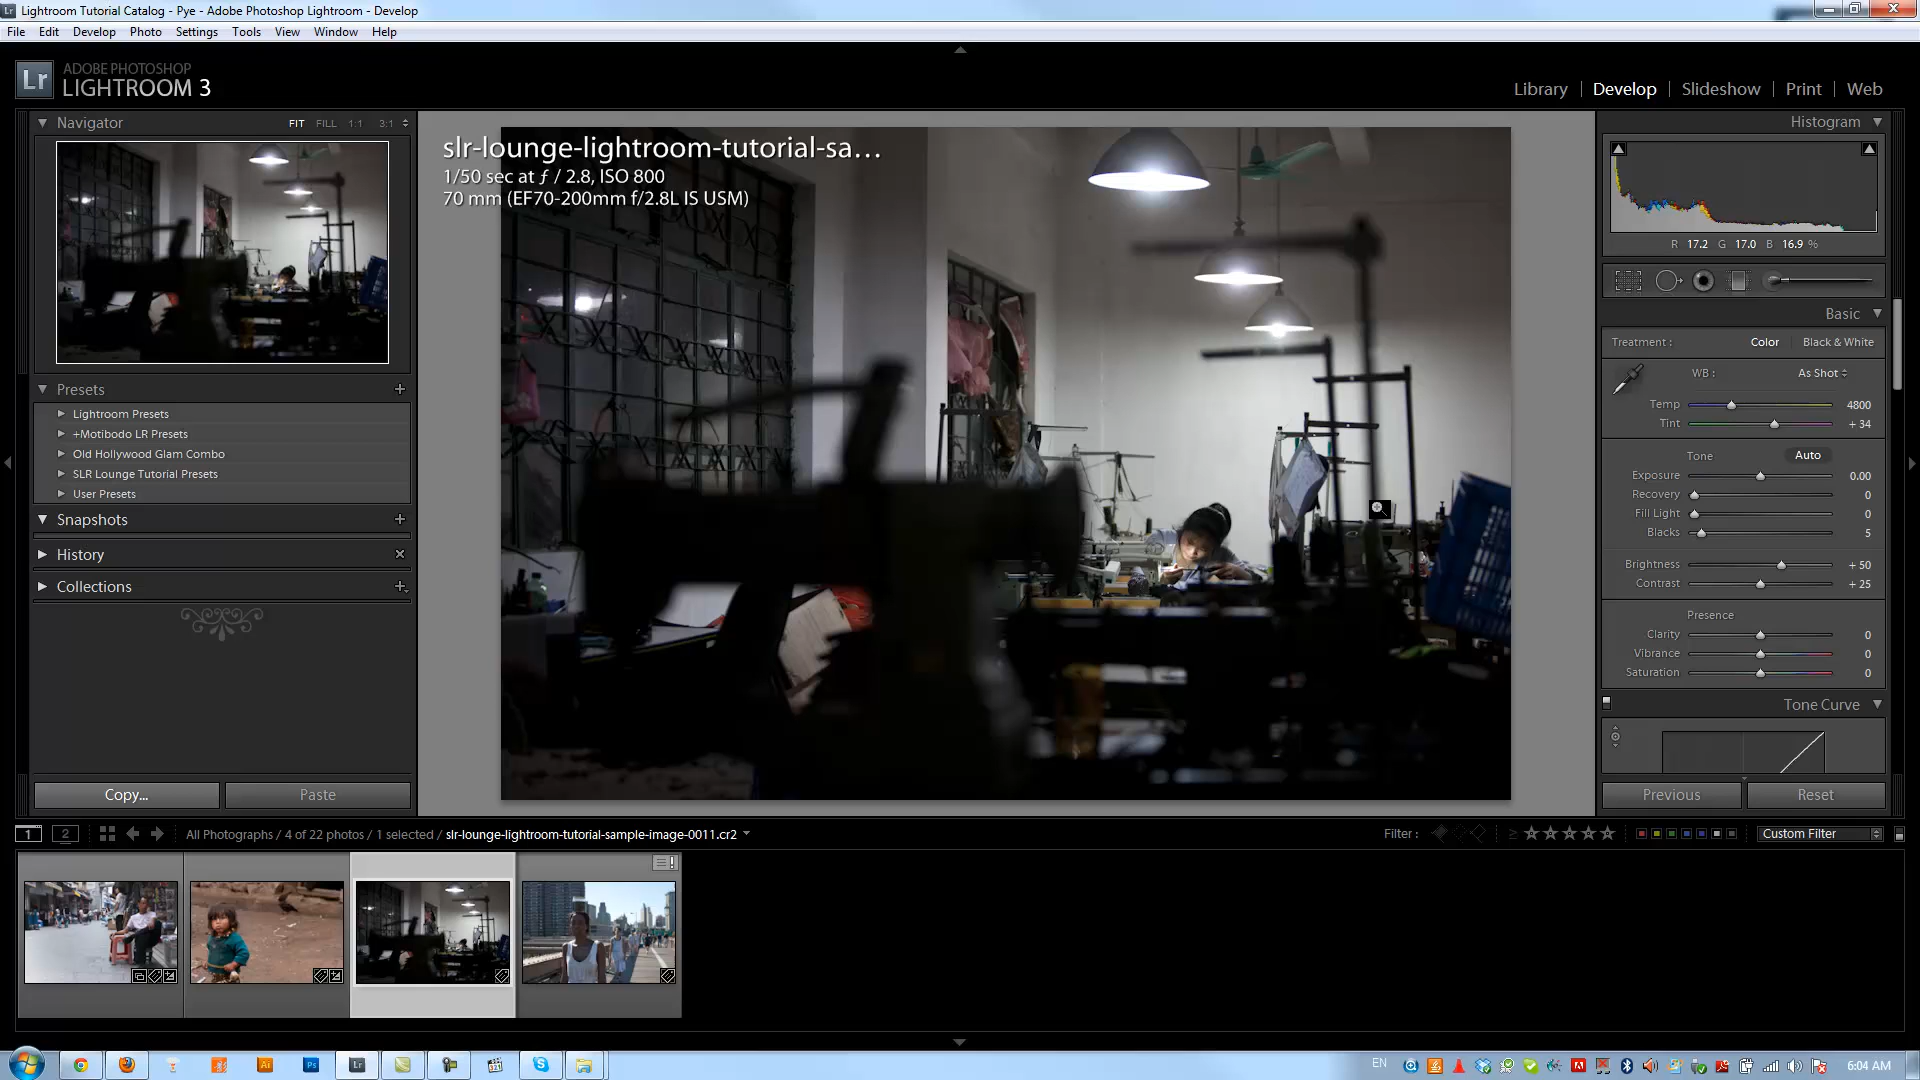 Lightroom Tutorial Catalog - Pye - Adobe Photoshop Lightroom - Develop
File Edit Develop Photo Settings Tools View Window Help
Lr ADOBE PHOTOSHOP
LIGHTROOM 3
Library | Develop | Slideshow | Print | Web
Navigator FIT FILL 1:1 3:1
slr-lounge-lightroom-tutorial-sa...
1/50 sec at ƒ / 2.8, ISO 800
70 mm (EF70-200mm f/2.8L IS USM)
Presets +
Lightroom Presets
+Motibodo LR Presets
Old Hollywood Glam Combo
SLR Lounge Tutorial Presets
User Presets
Snapshots +
History ×
Collections +
Copy... Paste
Histogram
R 17.2 G 17.0 B 16.9 %
Basic
Treatment : Color Black & White
WB : As Shot
Temp 4800
Tint + 34
Tone Auto
Exposure 0.00
Recovery 0
Fill Light 0
Blacks 5
Brightness + 50
Contrast + 25
Presence
Clarity 0
Vibrance 0
Saturation 0
Tone Curve
Previous Reset
1 2 All Photographs / 4 of 22 photos / 1 selected / slr-lounge-lightroom-tutorial-sample-image-0011.cr2 Filter : ≥ Custom Filter
Ai Ps Lr EN 6:04 AM